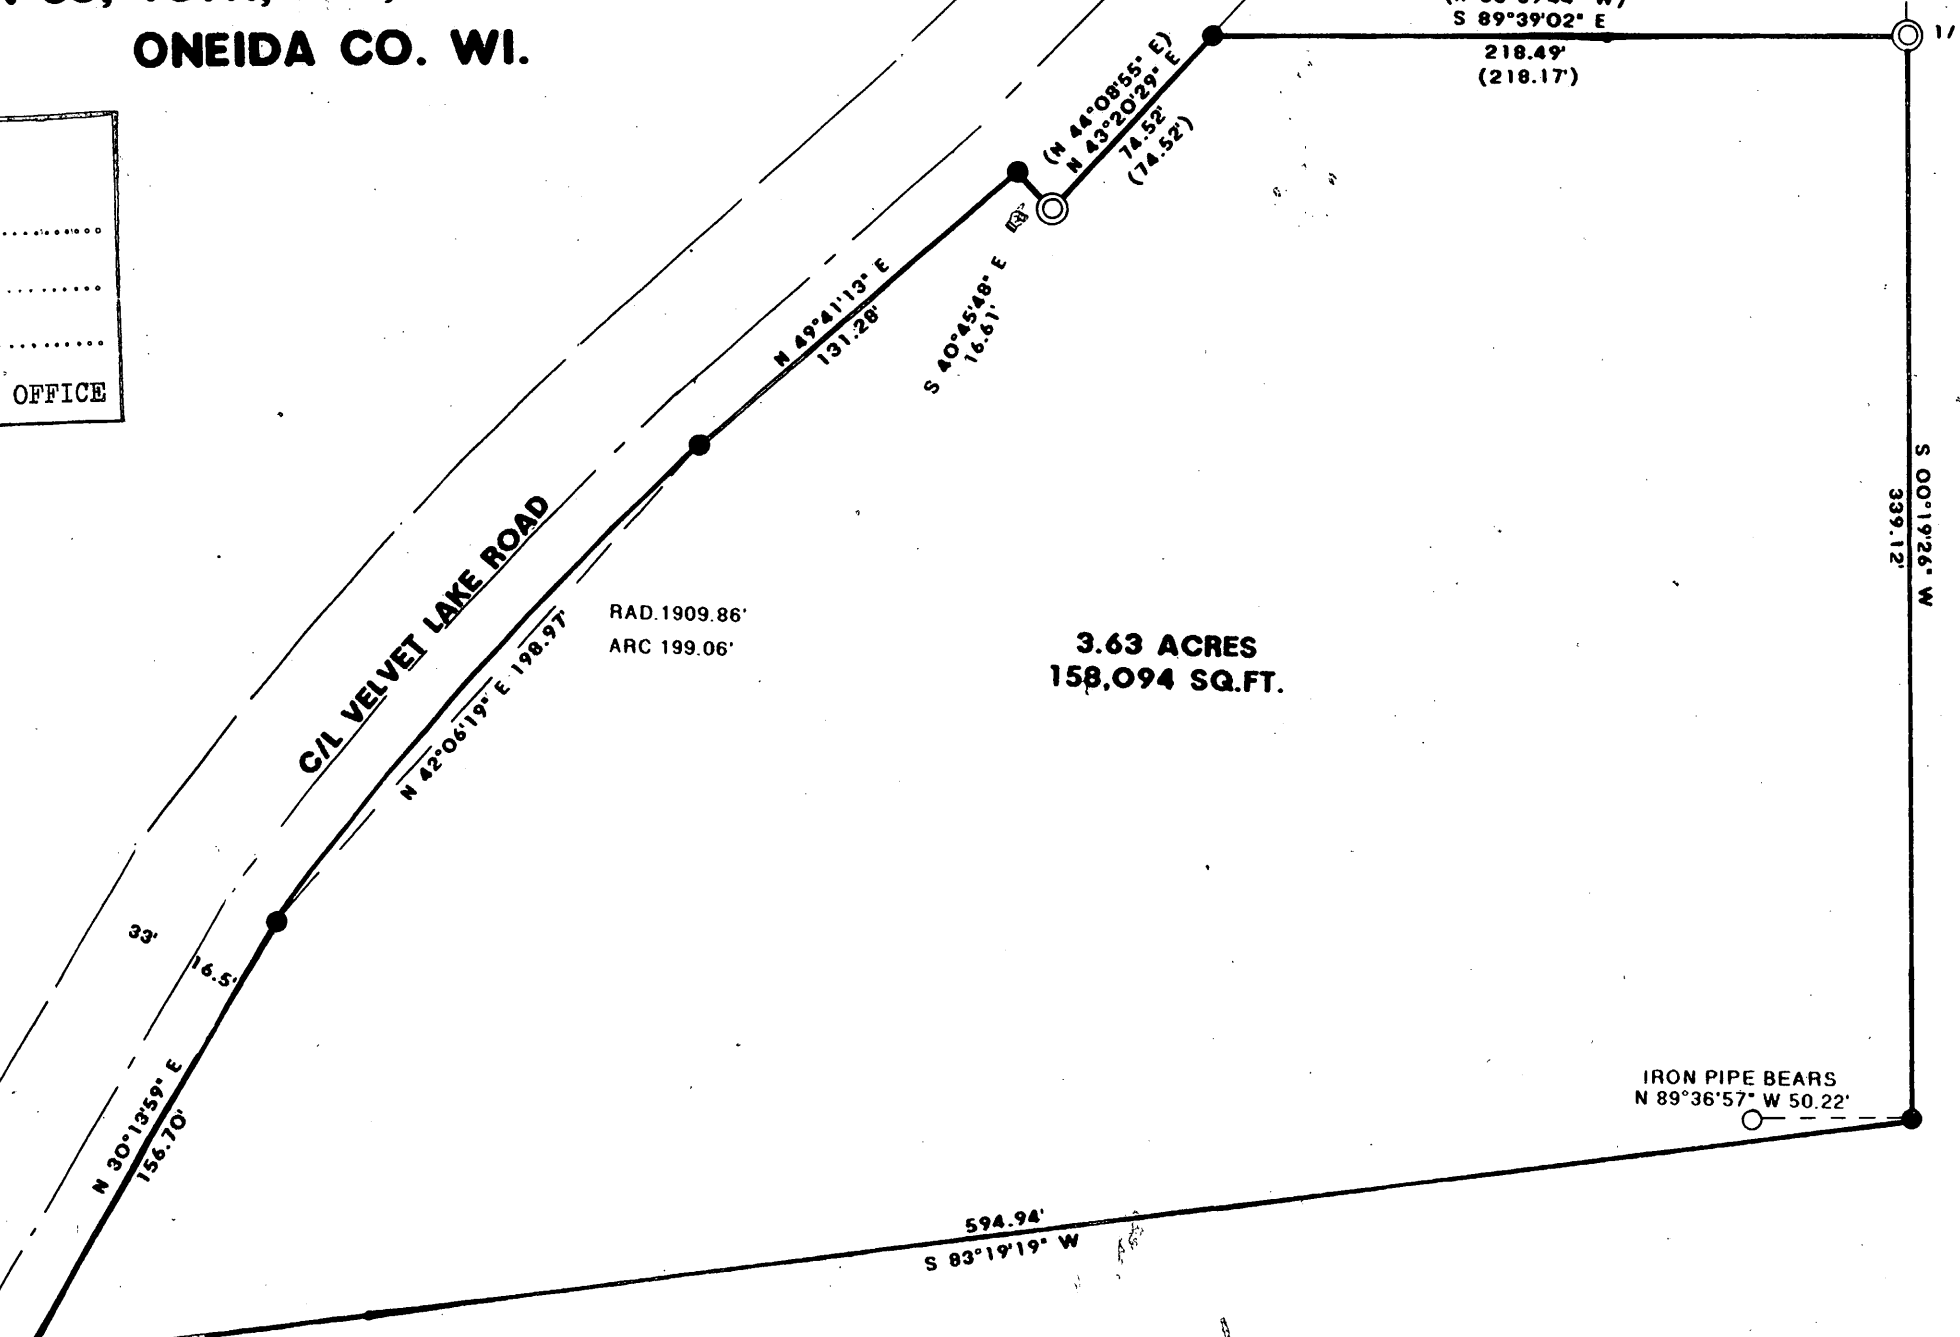 ONEIDA CO. WI.
OFFICE
S 89°39'02" E
218.49'
(218.17')
(N 44°08'55" E)
N 43°20'29" E
74.52'
(74.52')
N 49°41'13" E
131.28'
S 40°45'48" E
16.61'
S 00°19'26" W
339.12'
C/L VELVET LAKE ROAD
RAD.1909.86'
ARC 199.06'
N 42°06'19" E 198.97'
3.63 ACRES
158,094 SQ.FT.
33'
16.5'
N 30°13'59" E
156.70'
IRON PIPE BEARS
N 89°36'57" W 50.22'
594.94'
S 83°19'19" W